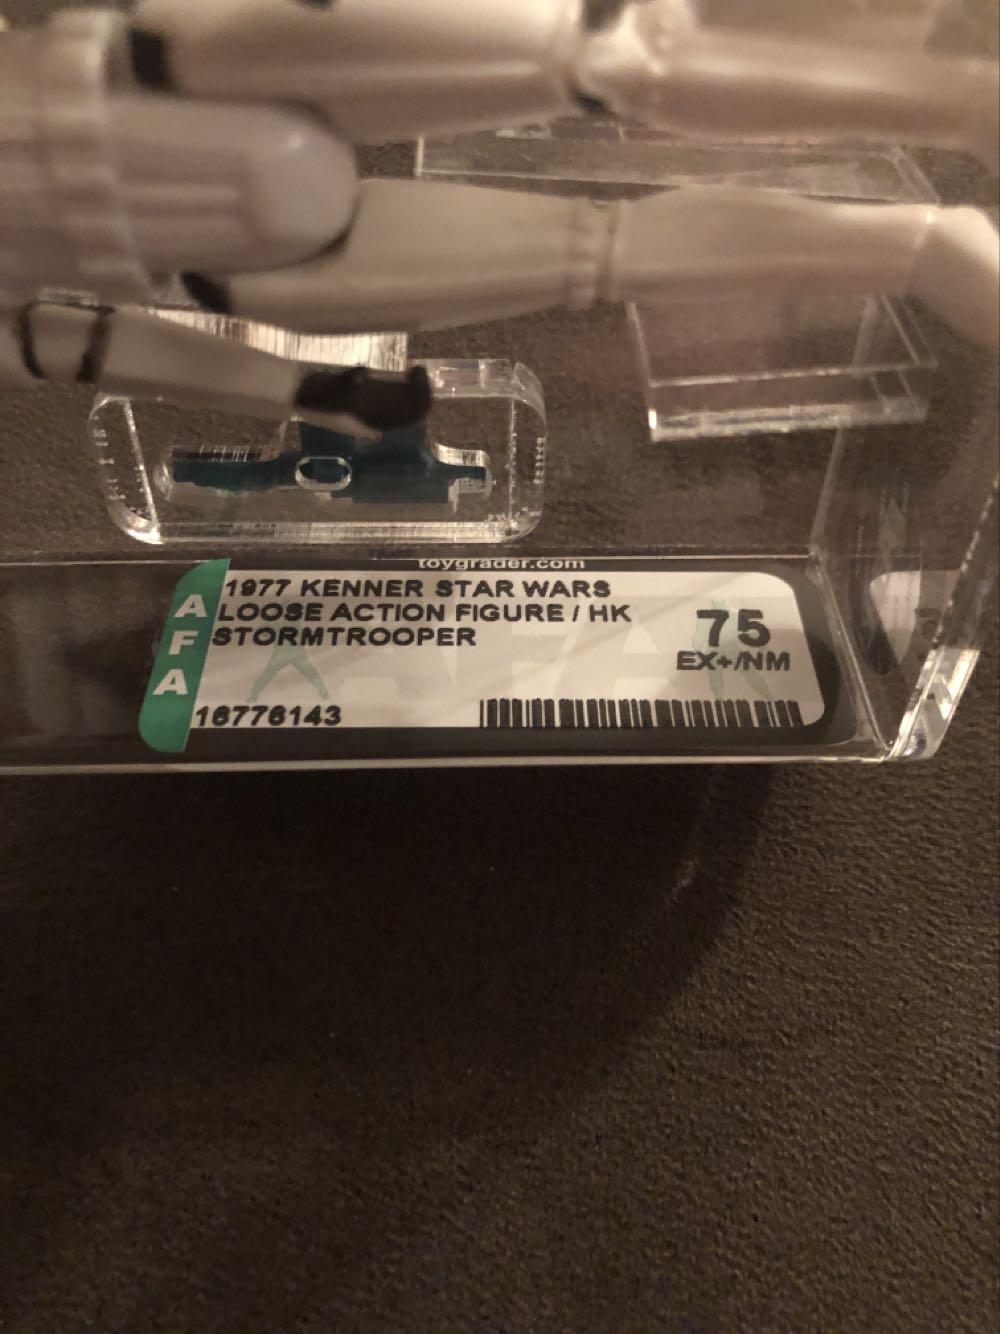 toygrader.com
AFA
1977 KENNER STAR WARS
LOOSE ACTION FIGURE / HK
STORMTROOPER
75
EX+/NM
16776143